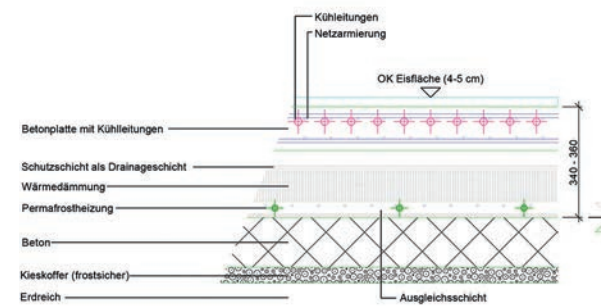 Kühleitungen
Netzarmierung
OK Eisfläche (4-5 cm)
Betonplatte mit Kühlleitungen
340 - 360
Schutzschicht als Drainageschicht
Wärmedämmung
Permafrostheizung
Beton
Kieskoffer (frostsicher)
Erdreich
Ausgleichsschicht